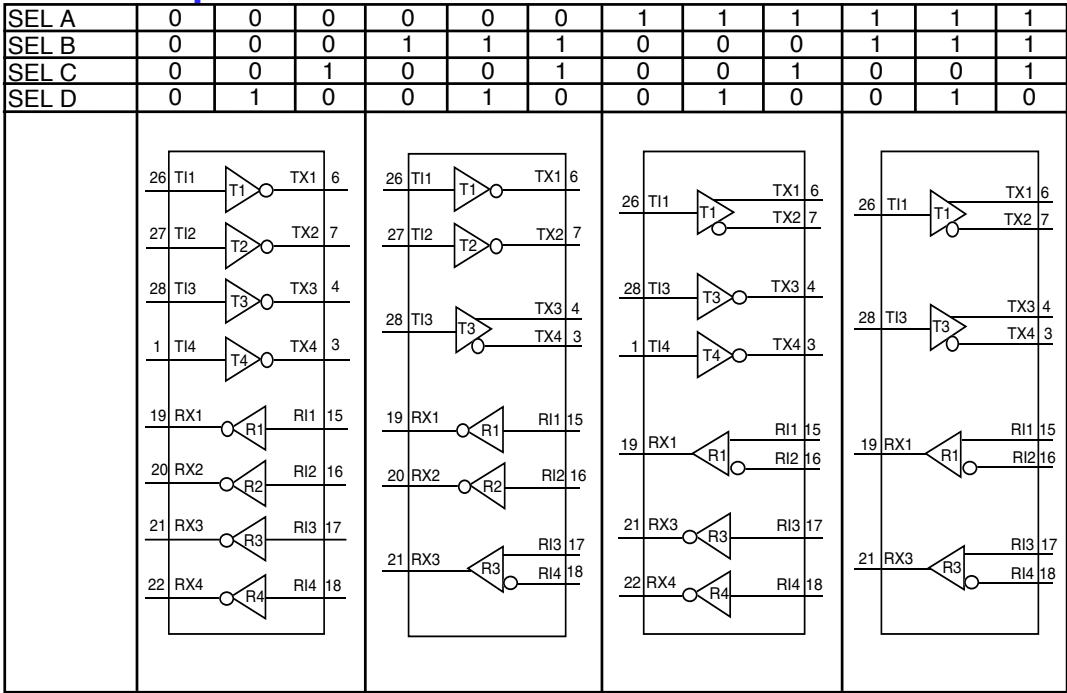 SEL A 0 0 0 0 0 0 1 1 1 1 1 1
SEL B 0 0 0 1 1 1 0 0 0 1 1 1
SEL C 0 0 1 0 0 1 0 0 1 0 0 1
SEL D 0 1 0 0 1 0 0 1 0 0 1 0
26 TI1 T1 TX1 6
27 TI2 T2 TX2 7
28 TI3 T3 TX3 4
1 TI4 T4 TX4 3
19 RX1 R1 RI1 15
20 RX2 R2 RI2 16
21 RX3 R3 RI3 17
22 RX4 R4 RI4 18
26 TI1 T1 TX1 6
27 TI2 T2 TX2 7
28 TI3 T3 TX3 4
TX4 3
19 RX1 R1 RI1 15
20 RX2 R2 RI2 16
21 RX3 R3 RI3 17
RI4 18
26 TI1 T1 TX1 6
TX2 7
28 TI3 T3 TX3 4
1 TI4 T4 TX4 3
19 RX1 R1 RI1 15
RI2 16
21 RX3 R3 RI3 17
22 RX4 R4 RI4 18
26 TI1 T1 TX1 6
TX2 7
28 TI3 T3 TX3 4
TX4 3
19 RX1 R1 RI1 15
RI2 16
21 RX3 R3 RI3 17
RI4 18